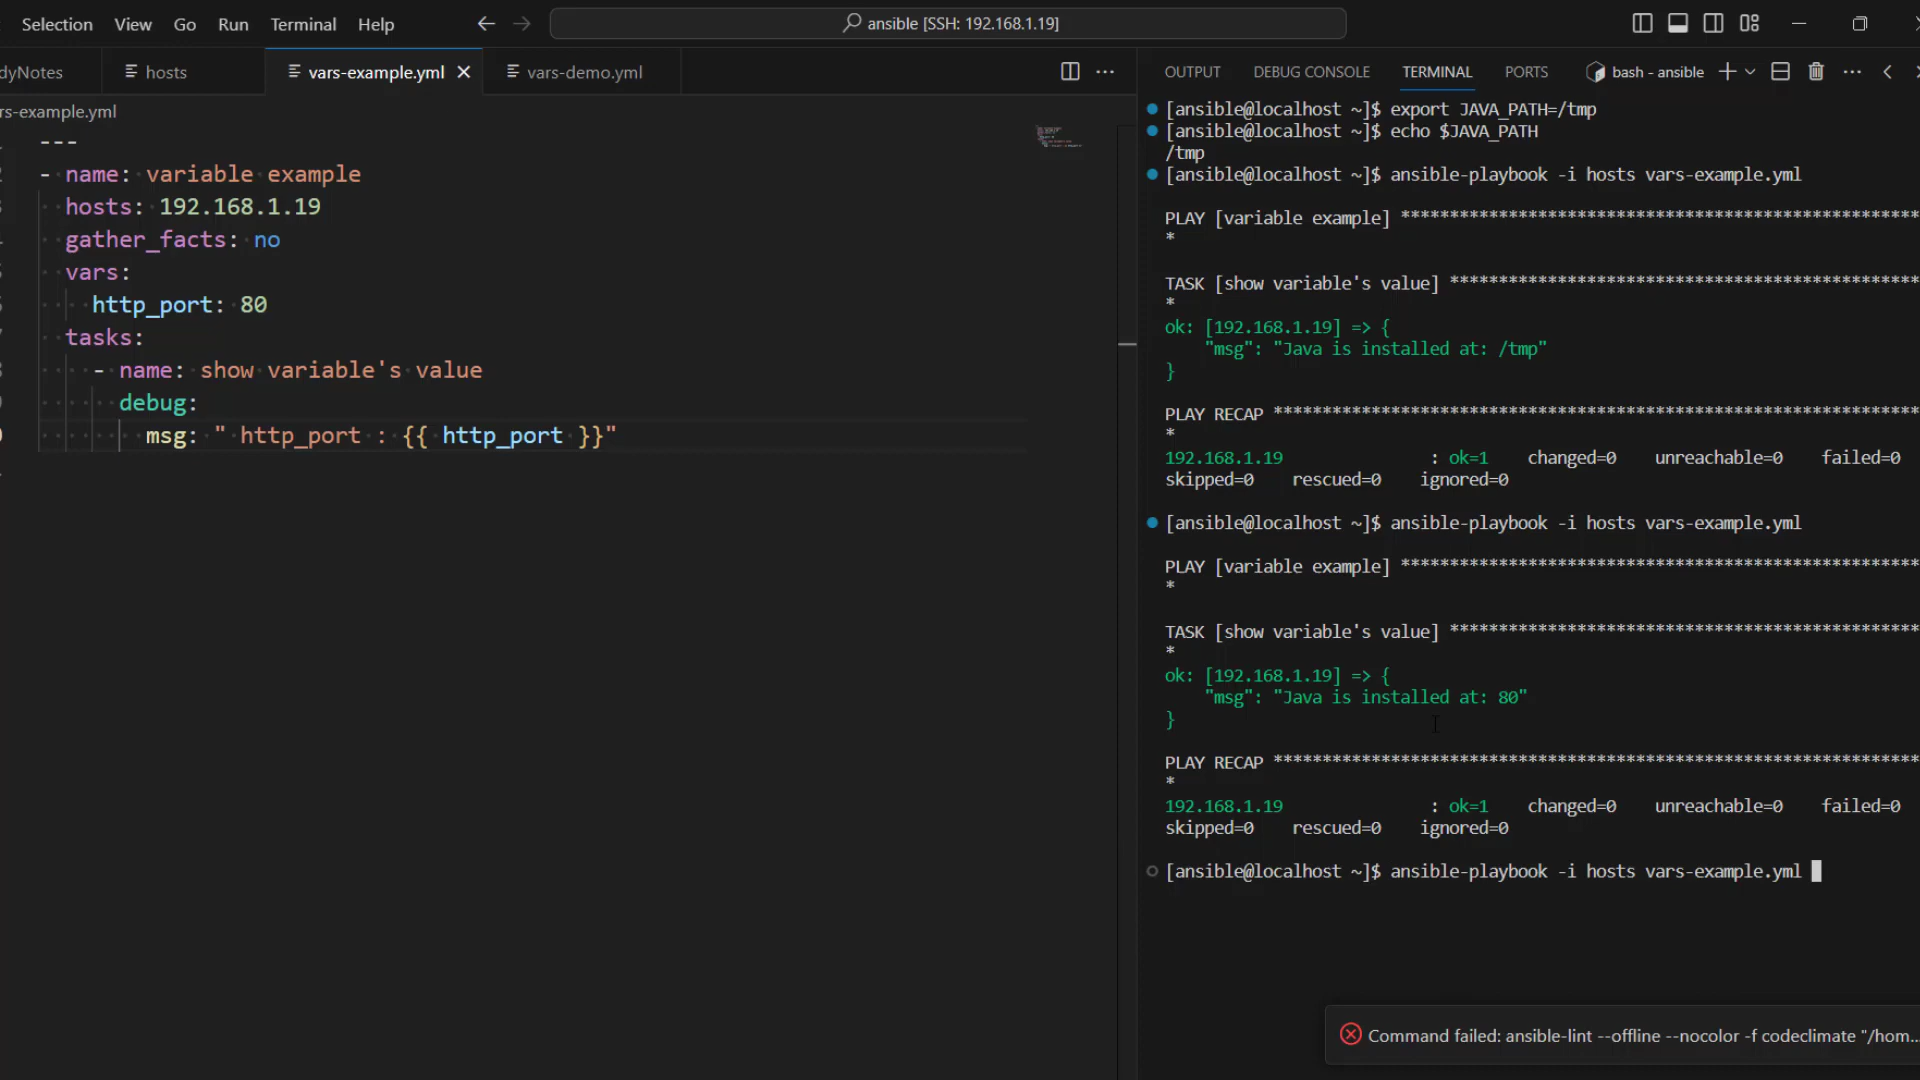 Selection View Go Run Terminal Help
ansible [SSH: 192.168.1.19]
dyNotes hosts vars-example.yml vars-demo.yml
rs-example.yml
---
- name: variable example
hosts: 192.168.1.19
gather_facts: no
vars:
http_port: 80
tasks:
- name: show variable's value
debug:
msg: " http_port : {{ http_port }}"
OUTPUT DEBUG CONSOLE TERMINAL PORTS bash - ansible
[ansible@localhost ~]$ export JAVA_PATH=/tmp
[ansible@localhost ~]$ echo $JAVA_PATH
/tmp
[ansible@localhost ~]$ ansible-playbook -i hosts vars-example.yml
PLAY [variable example] *****************************************************
*
TASK [show variable's value] ************************************************
*
ok: [192.168.1.19] => {
"msg": "Java is installed at: /tmp"
}
PLAY RECAP ******************************************************************
*
192.168.1.19 : ok=1 changed=0 unreachable=0 failed=0
skipped=0 rescued=0 ignored=0
[ansible@localhost ~]$ ansible-playbook -i hosts vars-example.yml
PLAY [variable example] *****************************************************
*
TASK [show variable's value] ************************************************
*
ok: [192.168.1.19] => {
"msg": "Java is installed at: 80"
}
PLAY RECAP ******************************************************************
*
192.168.1.19 : ok=1 changed=0 unreachable=0 failed=0
skipped=0 rescued=0 ignored=0
[ansible@localhost ~]$ ansible-playbook -i hosts vars-example.yml
Command failed: ansible-lint --offline --nocolor -f codeclimate "/hom...